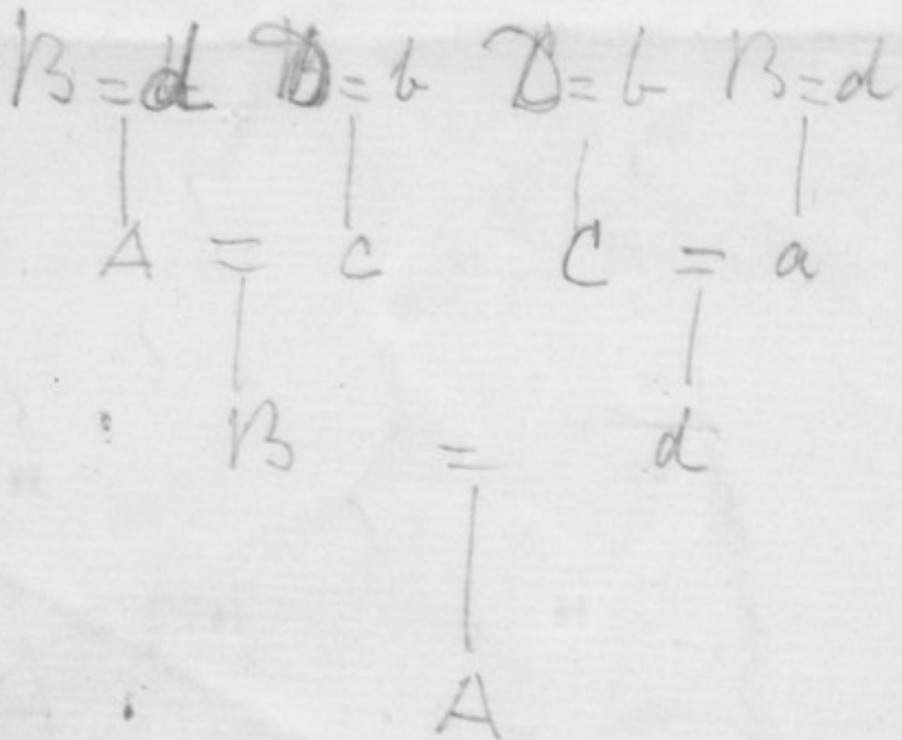 B = d D = b D = b B = d
A = c C = a
B = d
A